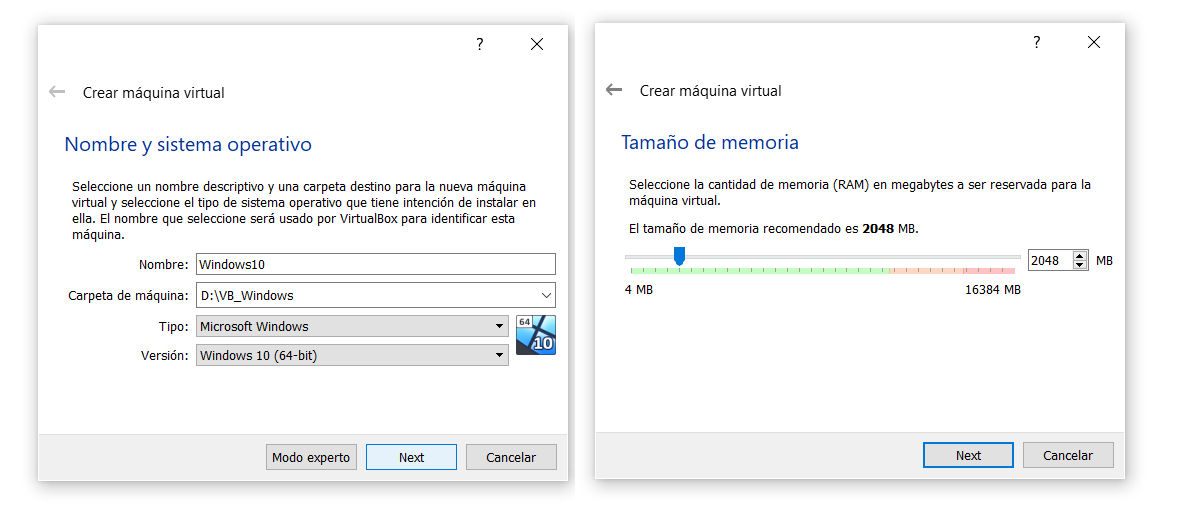 ?
Crear máquina virtual
Nombre y sistema operativo
Seleccione un nombre descriptivo y una carpeta destino para la nueva máquina
virtual y seleccione el tipo de sistema operativo que tiene intención de instalar en
ella. El nombre que seleccione será usado por VirtualBox para identificar esta
máquina.
Nombre: Windows10
Carpeta de máquina: D:\VB_Windows
Tipo: Microsoft Windows
64
10
Versión: Windows 10 (64-bit)
Modo experto Next Cancelar
?
Crear máquina virtual
Tamaño de memoria
Seleccione la cantidad de memoria (RAM) en megabytes a ser reservada para la
máquina virtual.
El tamaño de memoria recomendado es 2048 MB.
2048 MB
4 MB 16384 MB
Next Cancelar